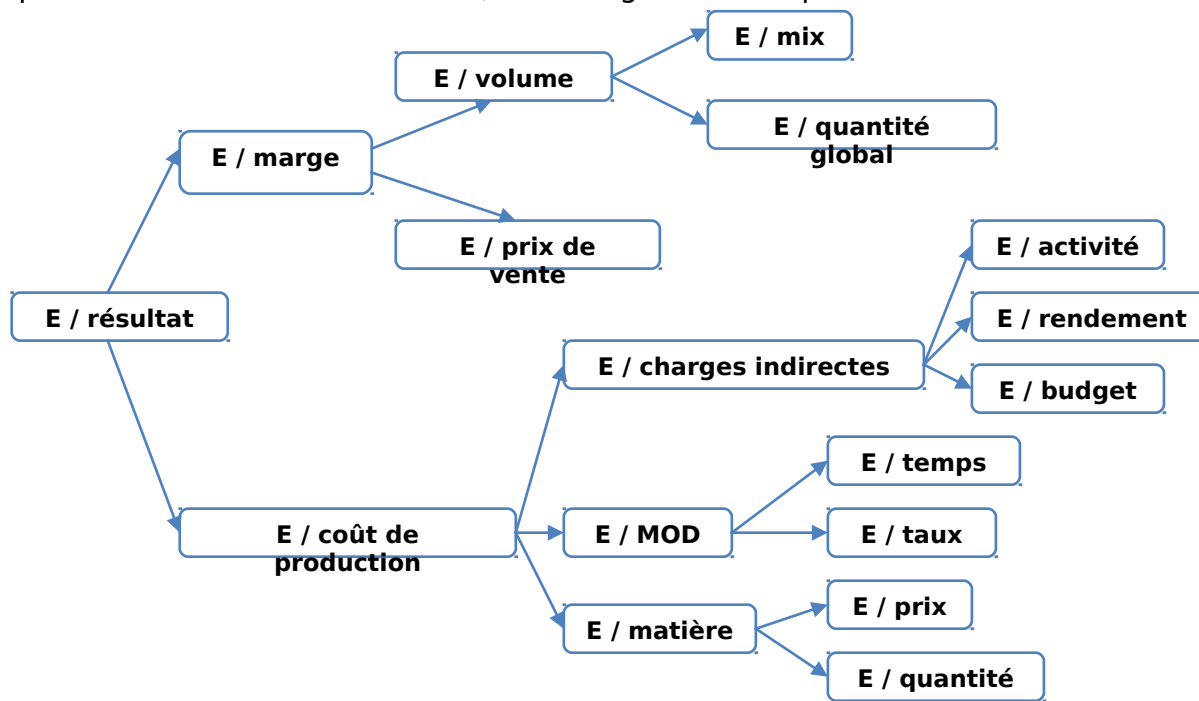 E / mix
E / volume
E / quantité
global
E / marge
E / prix de
vente
E / activité
E / résultat
E / rendement
E / charges indirectes
E / budget
E / temps
E / coût de
production
E / MOD
E / taux
E / prix
E / matière
E / quantité